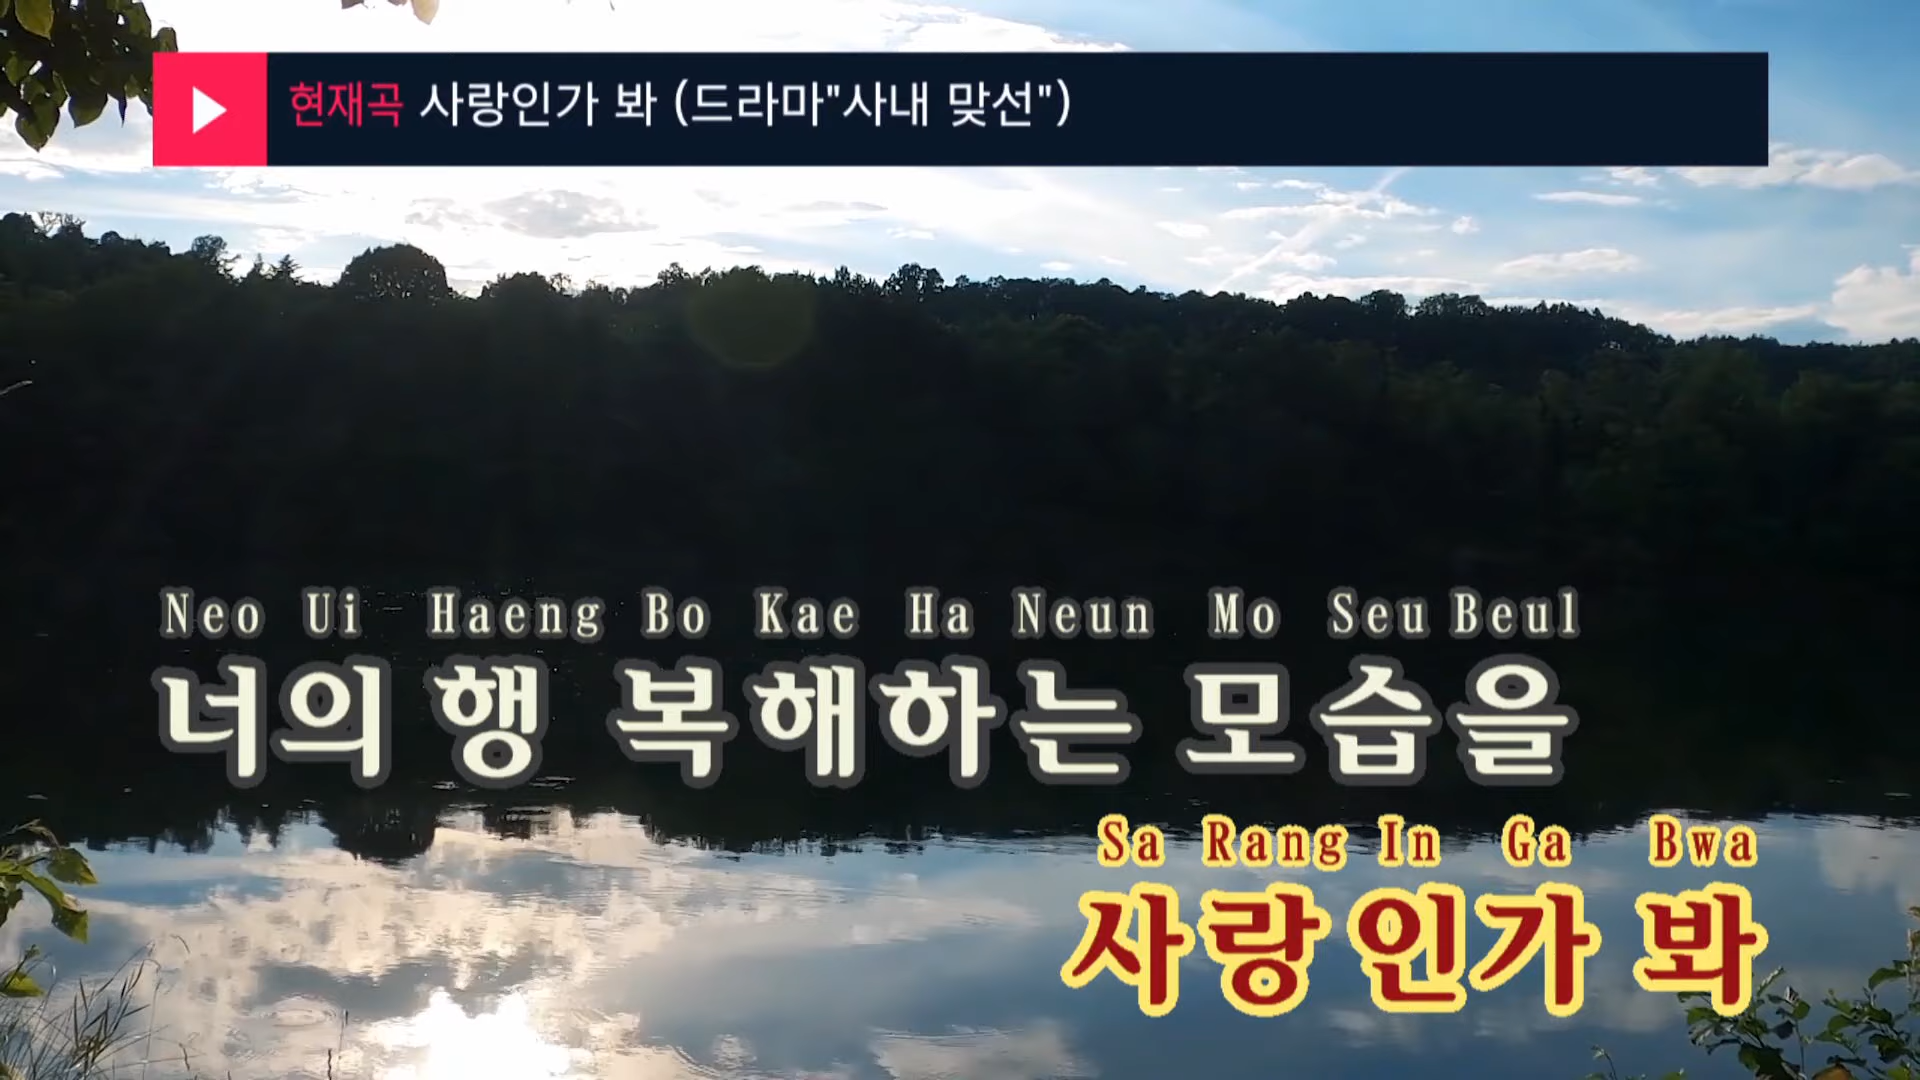 현재곡 사랑인가 봐 (드라마"사내 맞선")
Neo Ui Haeng Bo Kae Ha Neun Mo Seu Beul
너의 행 복해하는 모습을
Sa Rang In Ga Bwa
사랑인가 봐